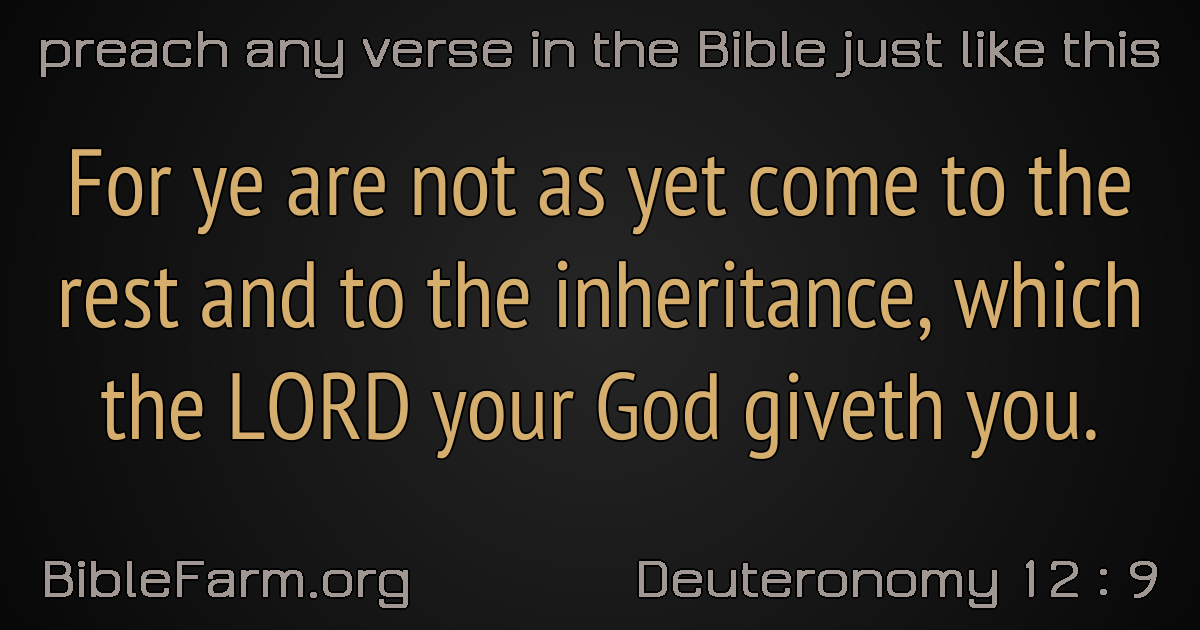 preach any verse in the Bible just like this
For ye are not as yet come to the
rest and to the inheritance, which
the LORD your God giveth you.
BibleFarm.org
Deuteronomy 12 : 9